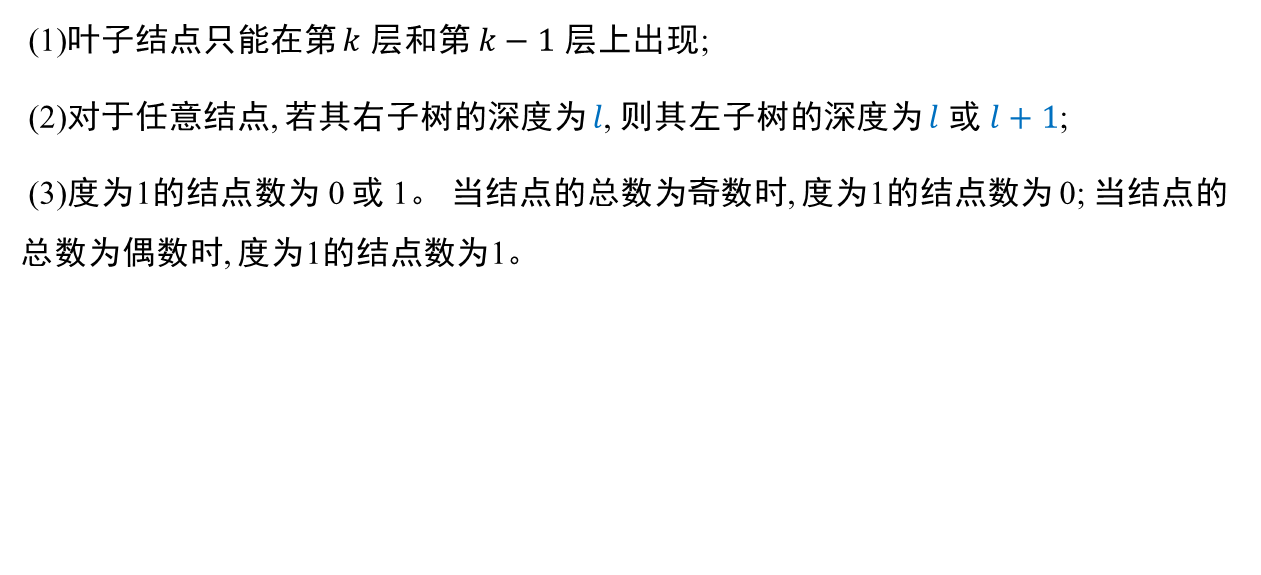 (1)叶子结点只能在第 k 层和第 k − 1 层上出现;
(2)对于任意结点, 若其右子树的深度为 l, 则其左子树的深度为 l 或 l + 1;
(3)度为1的结点数为 0 或 1。 当结点的总数为奇数时, 度为1的结点数为 0; 当结点的
总数为偶数时, 度为1的结点数为1。